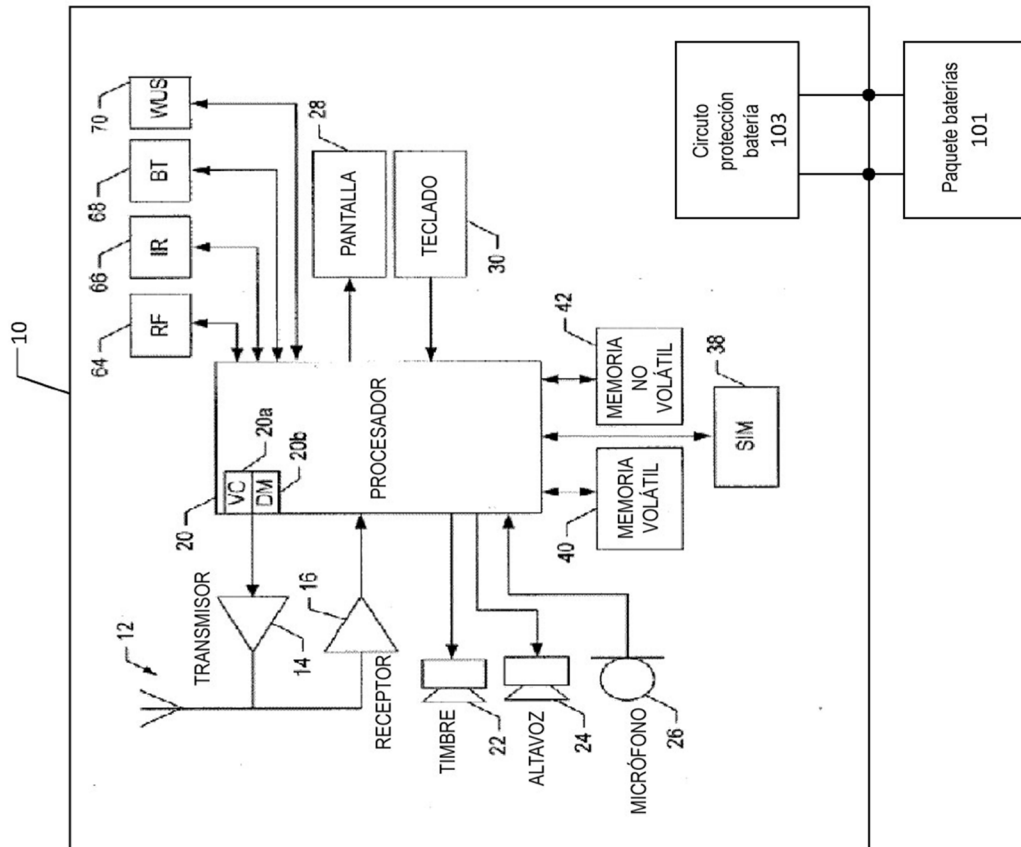 10
12
TRANSMISOR
14
RECEPTOR
16
TIMBRE
22
ALTAVOZ
24
MICRÓFONO
26
20
VC
20a
DM
20b
PROCESADOR
40
MEMORIA
VOLÁTIL
MEMORIA
NO
VOLÁTIL
42
SIM
38
64
RF
66
IR
68
BT
70
WUS
PANTALLA
28
TECLADO
30
Circuto
protección
batería
103
Paquete baterías
101